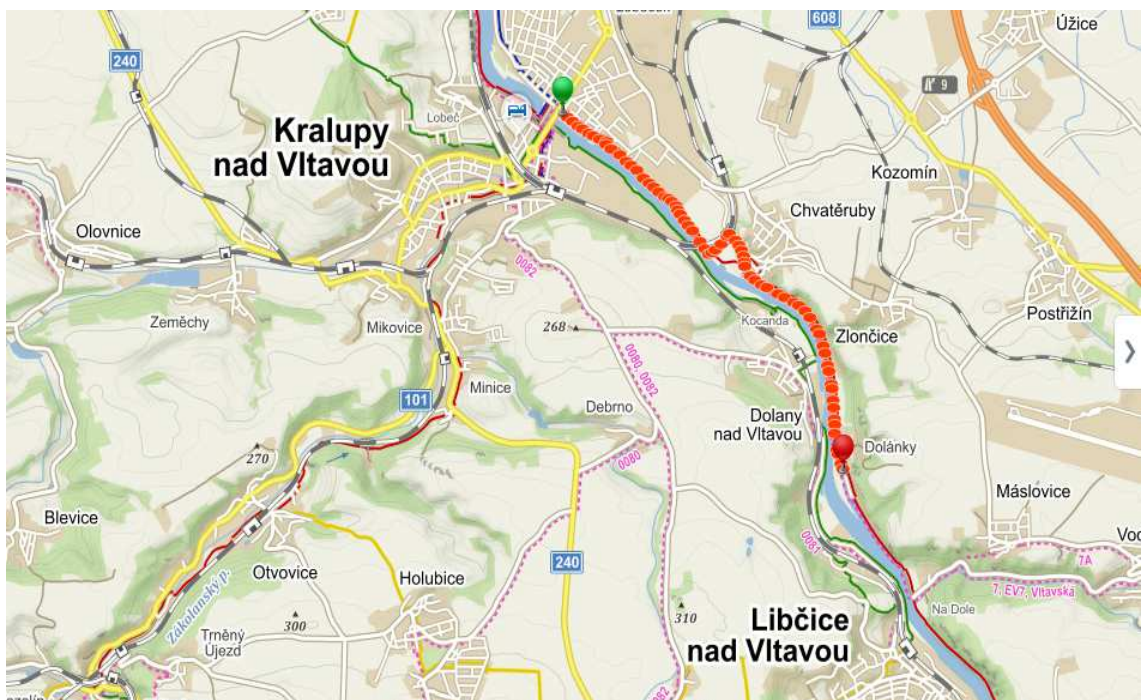 608
Úžice
240
9
Lobeč
Kralupy
nad Vltavou
Kozomín
Chvatěruby
Olovnice
0082
Zeměchy
Mikovice
268
Kocanda
Zlončice
Postřižín
0080, 0082
101
Minice
Debrno
Dolany
nad Vltavou
Dolánky
270
0080
Máslovice
Blevice
Otvovice
Zákolanský p.
Holubice
240
0081
7A
7, EV7, Vltavská
300
310
Na Dole
Trněný
Újezd
Libčice
nad Vltavou
0082